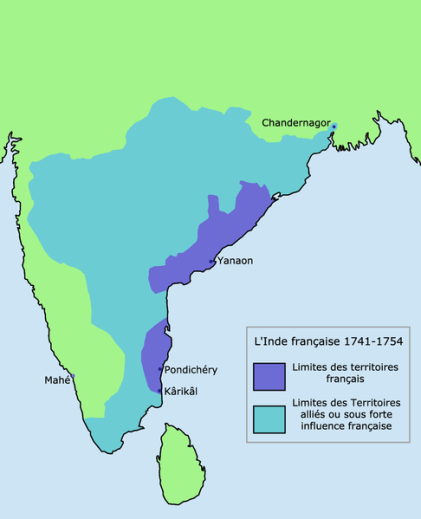 Chandernagor
Yanaon
L'Inde française 1741-1754
Limites des territoires
français
Limites des Territoires
alliés ou sous forte
influence française
Pondichéry
Mahé
Kârikâl